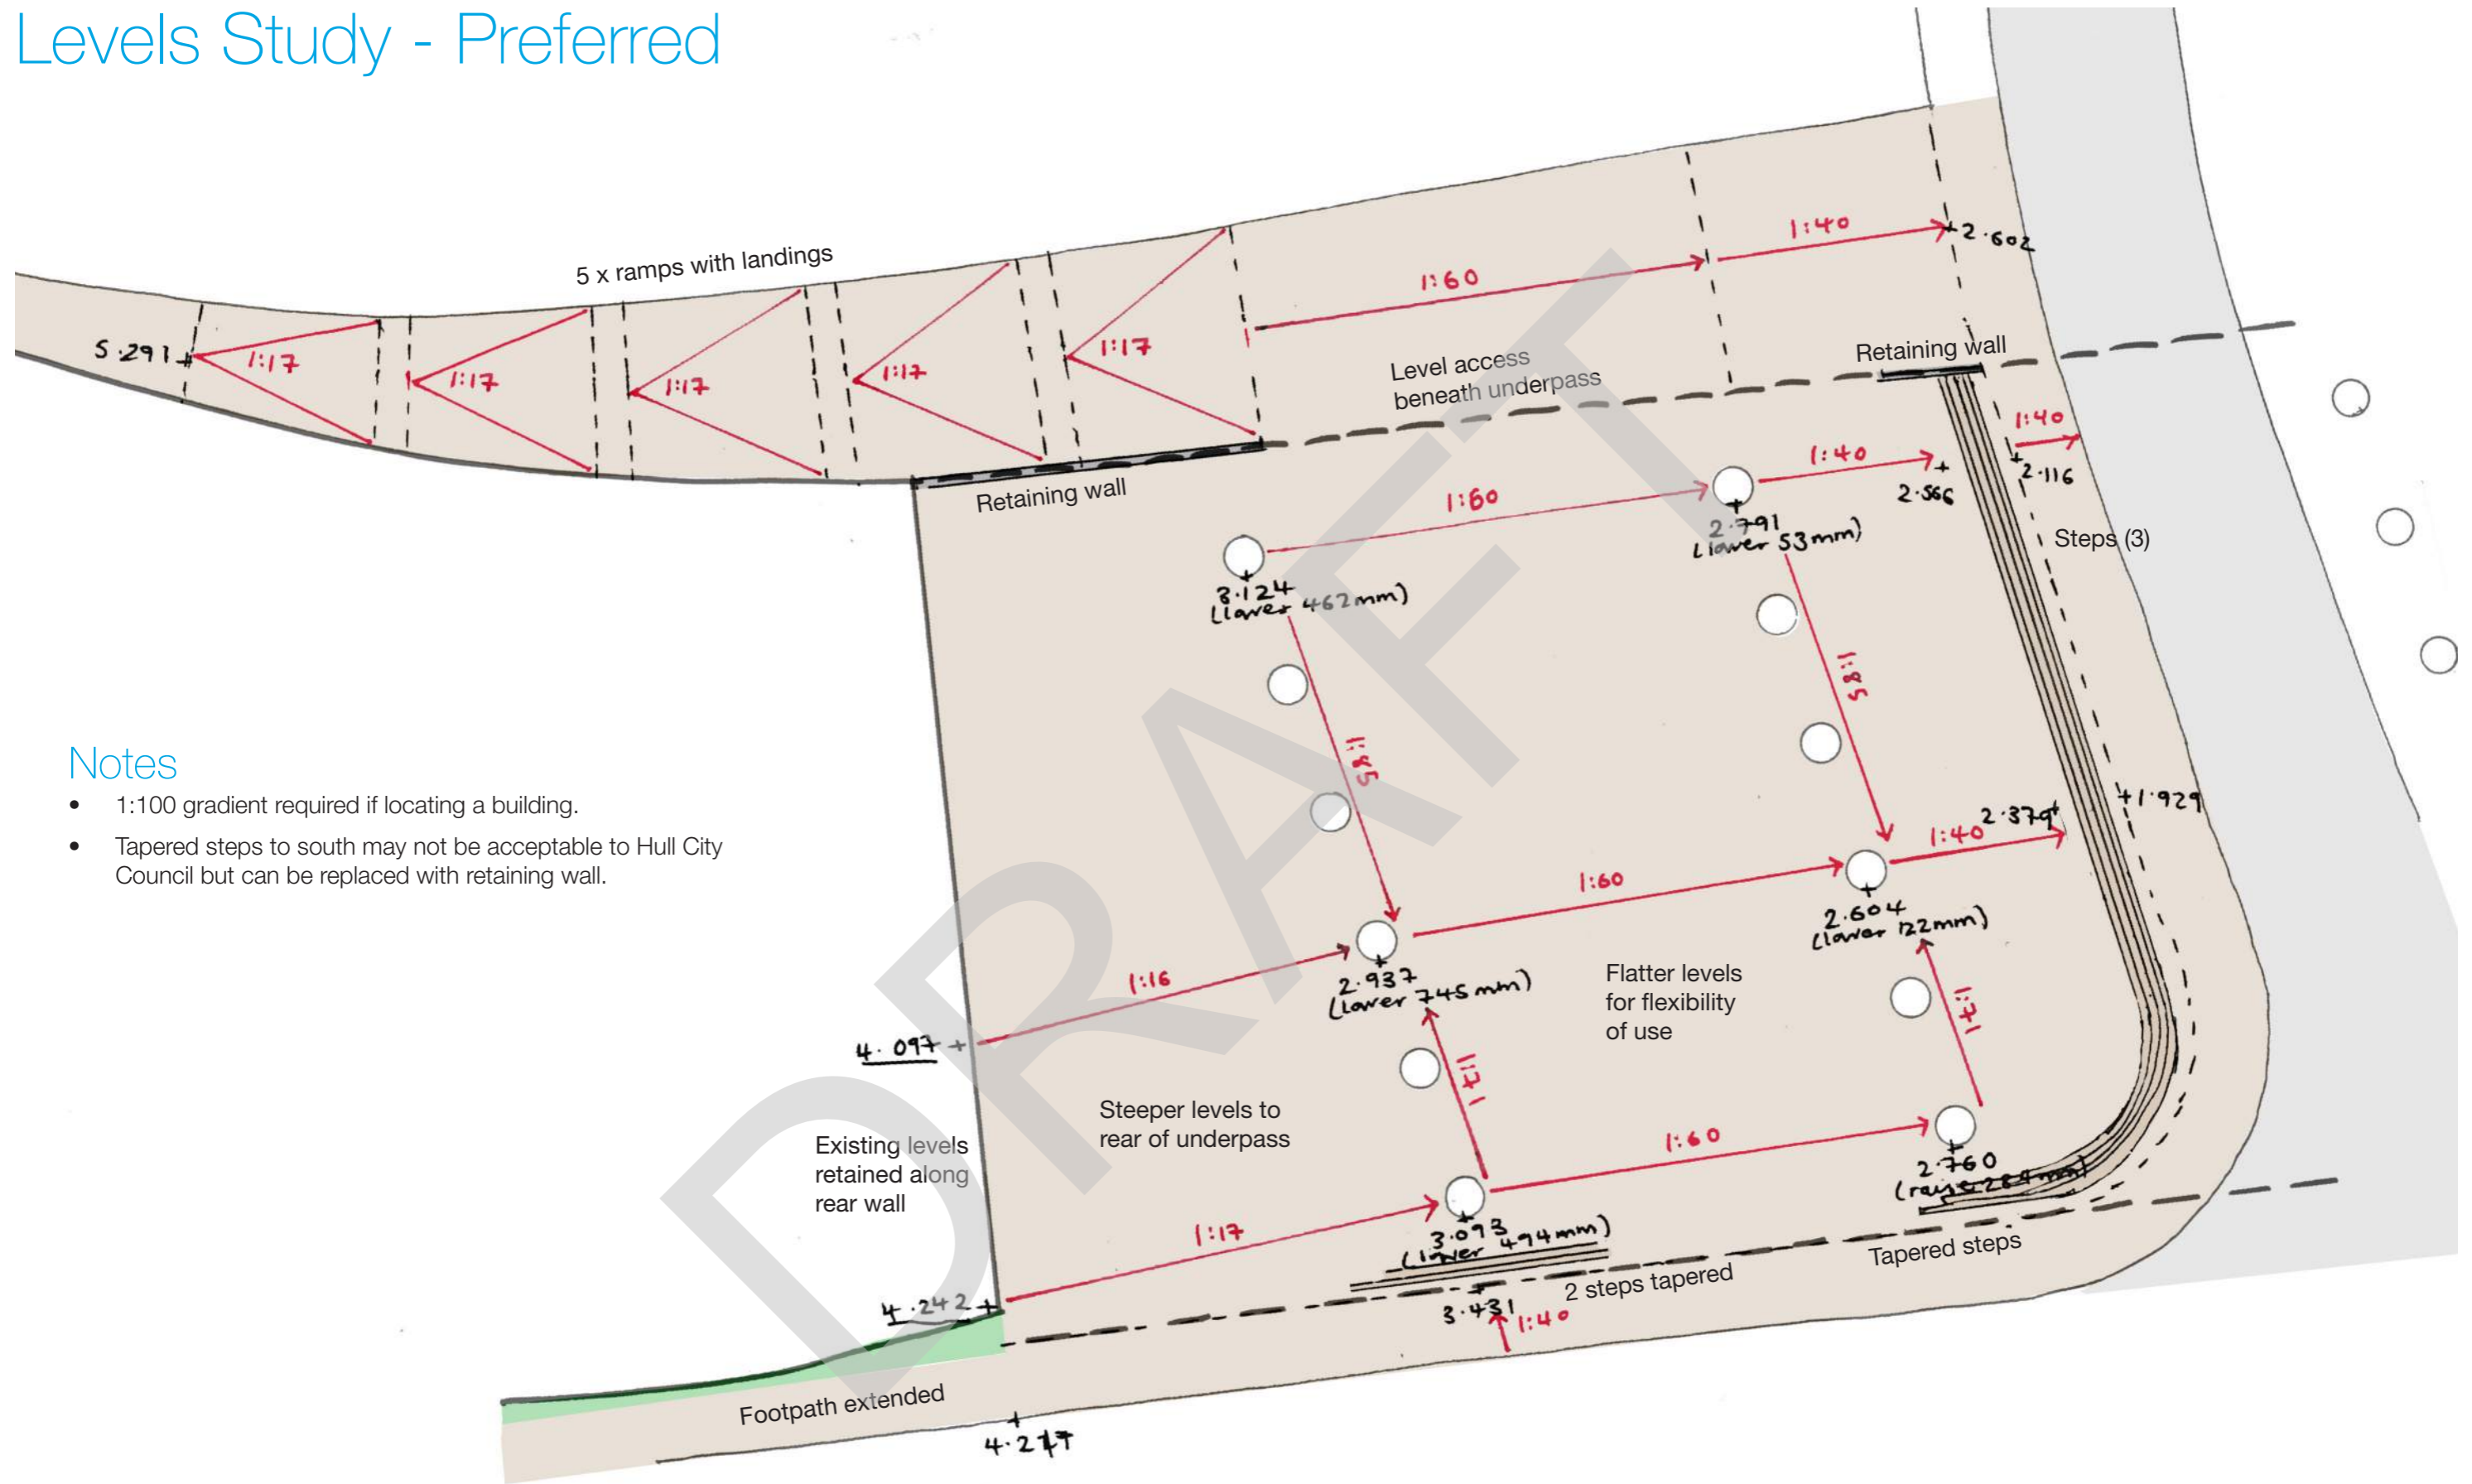 Levels Study - Preferred
5 x ramps with landings
5.291
1:17
1:17
1:17
1:17
1:17
1:60
1:40
2.602
Level access
beneath underpass
Retaining wall
Retaining wall
1:60
1:40
2.566
1:40
2.116
Steps (3)
3.124
(lower 462mm)
2.791
(lower 53mm)
1:85
1:85
Notes
• 1:100 gradient required if locating a building.
• Tapered steps to south may not be acceptable to Hull City
Council but can be replaced with retaining wall.
1:60
1:40
2.379
1.929
2.604
(lower 122mm)
1:16
2.937
(lower 745mm)
Flatter levels
for flexibility
of use
1:71
1:71
4.097
Steeper levels to
rear of underpass
Existing levels
retained along
rear wall
1:60
2.760
(raise 284mm)
1:17
3.093
(lower 494mm)
4.242
3.431
1:40
2 steps tapered
Tapered steps
Footpath extended
DRAFT